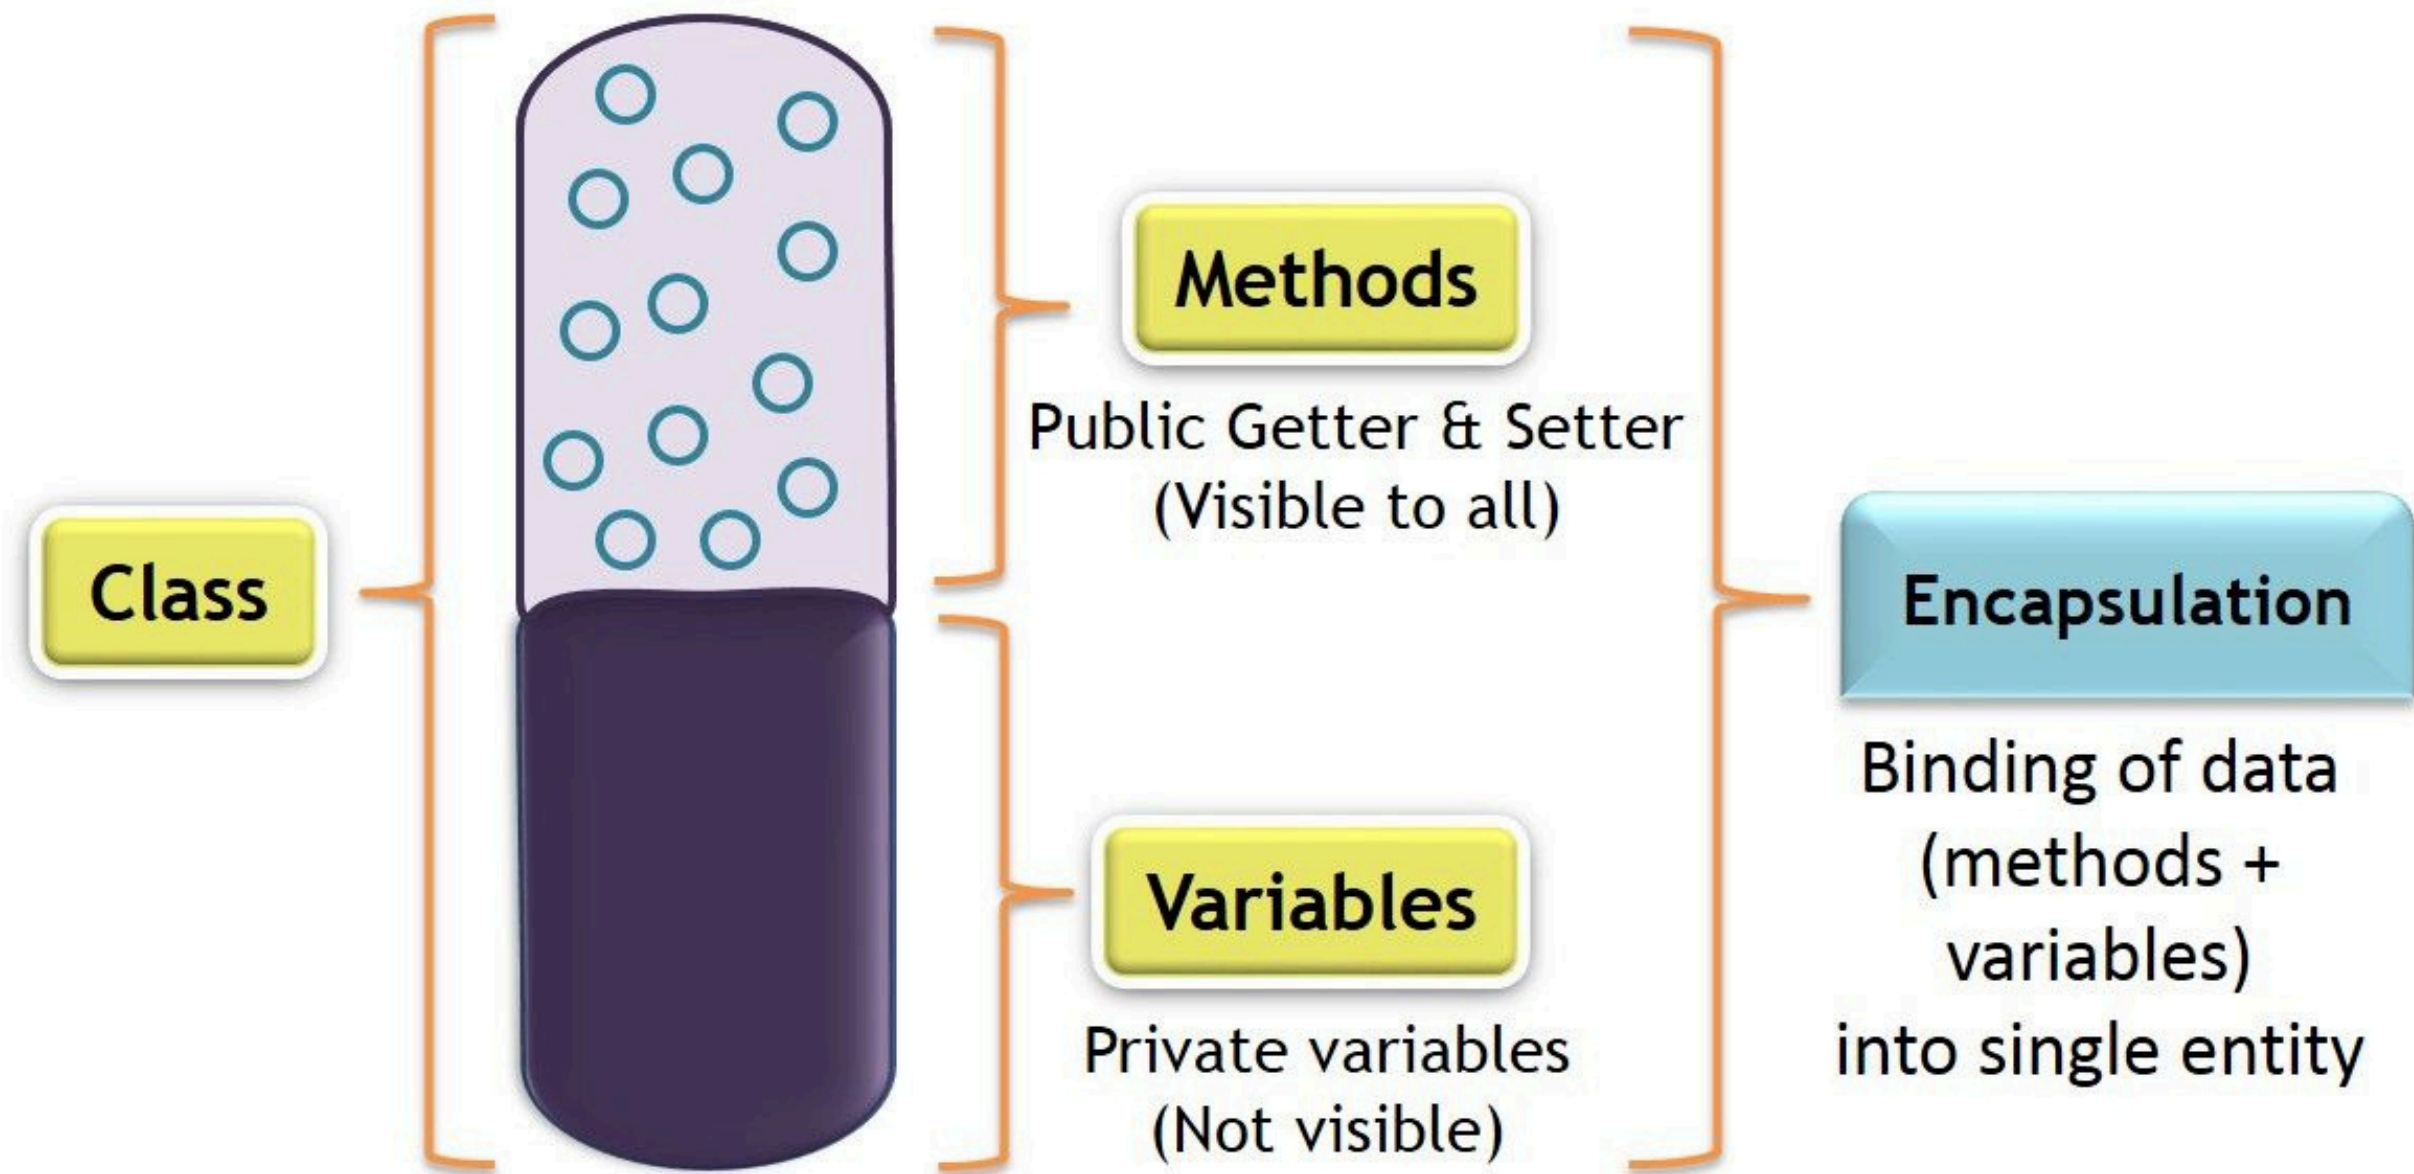 Class
Methods
Public Getter & Setter
(Visible to all)
Variables
Private variables
(Not visible)
Encapsulation
Binding of data
(methods +
variables)
into single entity